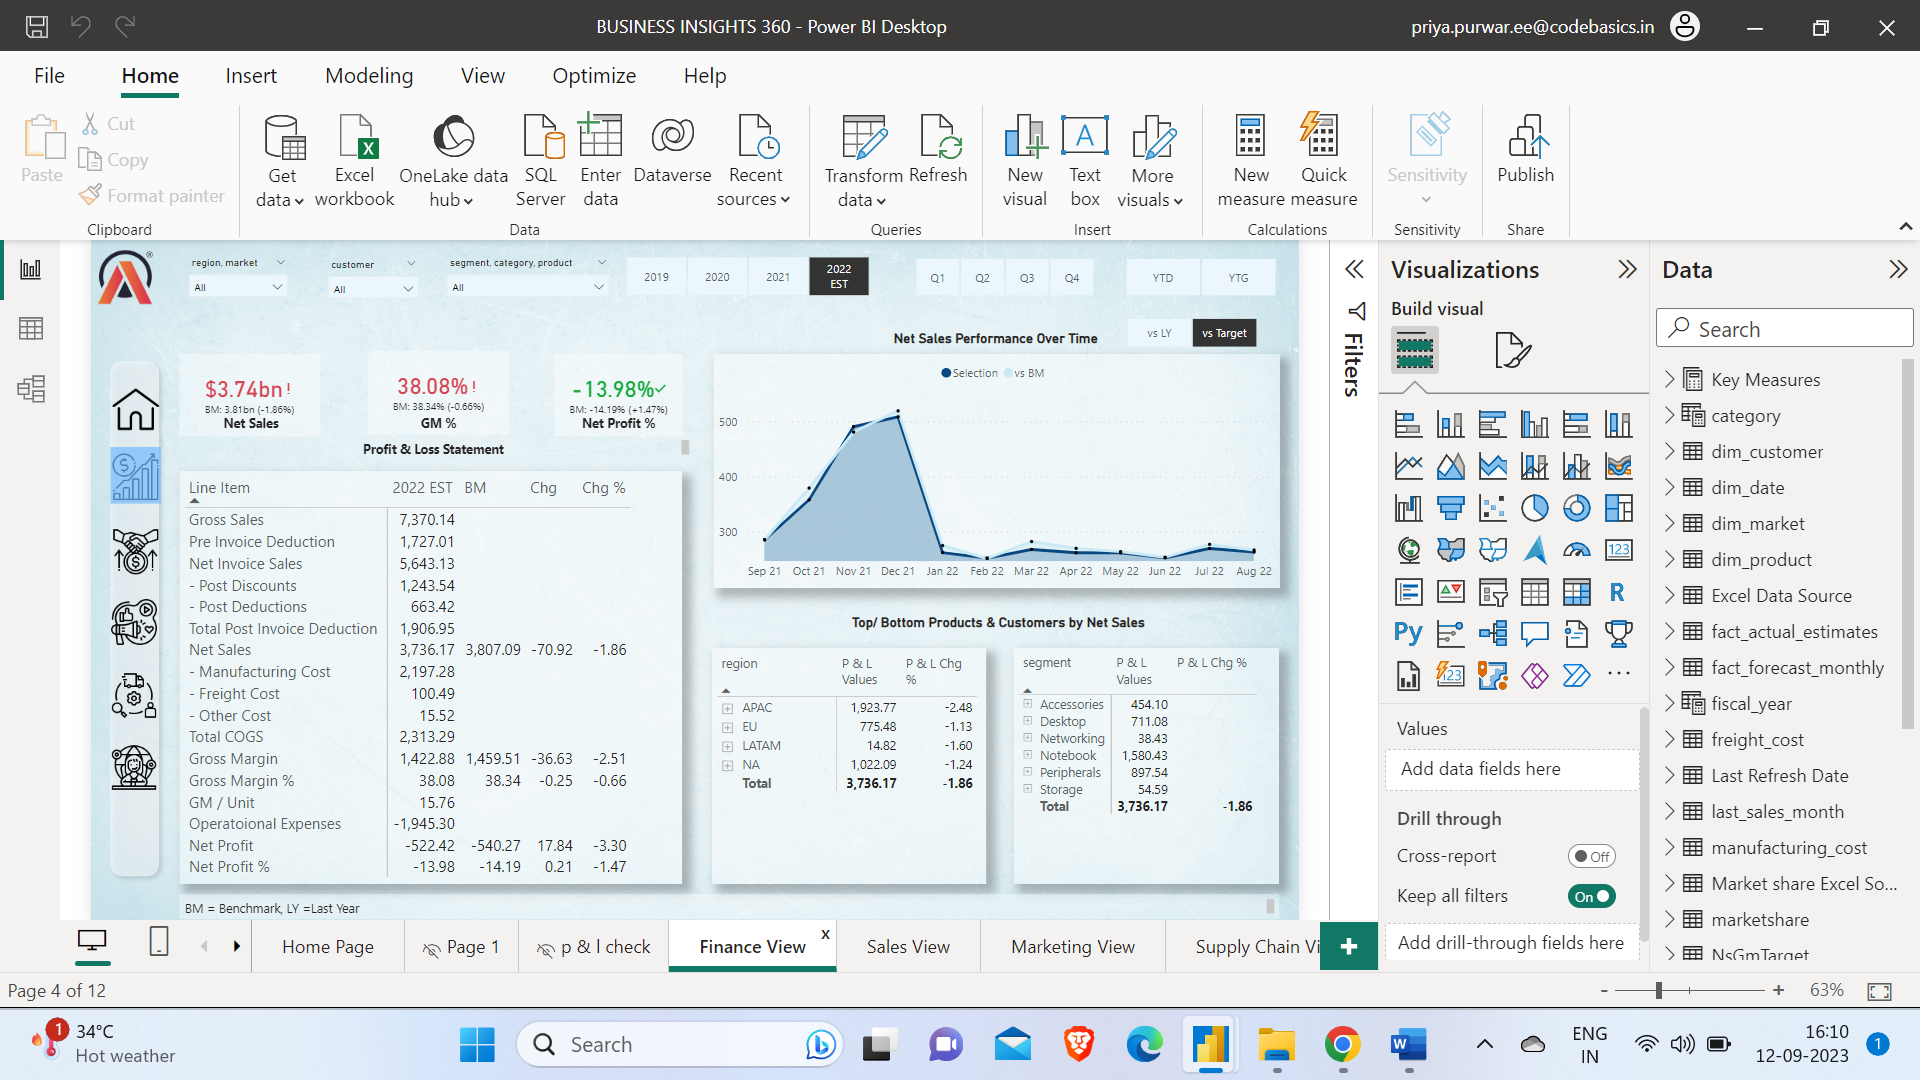 BUSINESS INSIGHTS 360 - Power BI Desktop
priya.purwar.ee@codebasics.in
File Home Insert Modeling View Optimize Help
Paste
Cut
Copy
Format painter
Clipboard
Get data
Excel workbook
OneLake data hub
SQL Server
Enter data
Dataverse
Recent sources
Data
Transform data
Refresh
Queries
New visual
A
Text box
More visuals
Insert
New measure
Quick measure
Calculations
Sensitivity
Sensitivity
Publish
Share
region, market
All
customer
All
segment, category, product
All
2019 2020 2021 2022 EST
Q1 Q2 Q3 Q4
YTD YTG
vs LY vs Target
$3.74bn !
BM: 3.81bn (-1.86%)
Net Sales
38.08% !
BM: 38.34% (-0.66%)
GM %
-13.98%✓
BM: -14.19% (+1.47%)
Net Profit %
Profit & Loss Statement
Line Item 2022 EST BM Chg Chg %
Gross Sales 7,370.14
Pre Invoice Deduction 1,727.01
Net Invoice Sales 5,643.13
- Post Discounts 1,243.54
- Post Deductions 663.42
Total Post Invoice Deduction 1,906.95
Net Sales 3,736.17 3,807.09 -70.92 -1.86
- Manufacturing Cost 2,197.28
- Freight Cost 100.49
- Other Cost 15.52
Total COGS 2,313.29
Gross Margin 1,422.88 1,459.51 -36.63 -2.51
Gross Margin % 38.08 38.34 -0.25 -0.66
GM / Unit 15.76
Operatoional Expenses -1,945.30
Net Profit -522.42 -540.27 17.84 -3.30
Net Profit % -13.98 -14.19 0.21 -1.47
BM = Benchmark, LY =Last Year
Net Sales Performance Over Time
Selection vs BM
500
400
300
Sep 21 Oct 21 Nov 21 Dec 21 Jan 22 Feb 22 Mar 22 Apr 22 May 22 Jun 22 Jul 22 Aug 22
Top/ Bottom Products & Customers by Net Sales
region P & L Values P & L Chg %
APAC 1,923.77 -2.48
EU 775.48 -1.13
LATAM 14.82 -1.60
NA 1,022.09 -1.24
Total 3,736.17 -1.86
segment P & L Values P & L Chg %
Accessories 454.10
Desktop 711.08
Networking 38.43
Notebook 1,580.43
Peripherals 897.54
Storage 54.59
Total 3,736.17 -1.86
Filters
Visualizations
Build visual
123
R
Py
123
Values
Add data fields here
Drill through
Cross-report Off
Keep all filters On
Add drill-through fields here
Data
Search
Key Measures
category
dim_customer
dim_date
dim_market
dim_product
Excel Data Source
fact_actual_estimates
fact_forecast_monthly
fiscal_year
freight_cost
Last Refresh Date
last_sales_month
manufacturing_cost
Market share Excel So...
marketshare
NsGmTarget
Home Page Page 1 p & l check Finance View x Sales View Marketing View Supply Chain Vi +
Page 4 of 12
- + 63%
1
34°C
Hot weather
Search
W
ENG
IN
16:10
12-09-2023
1